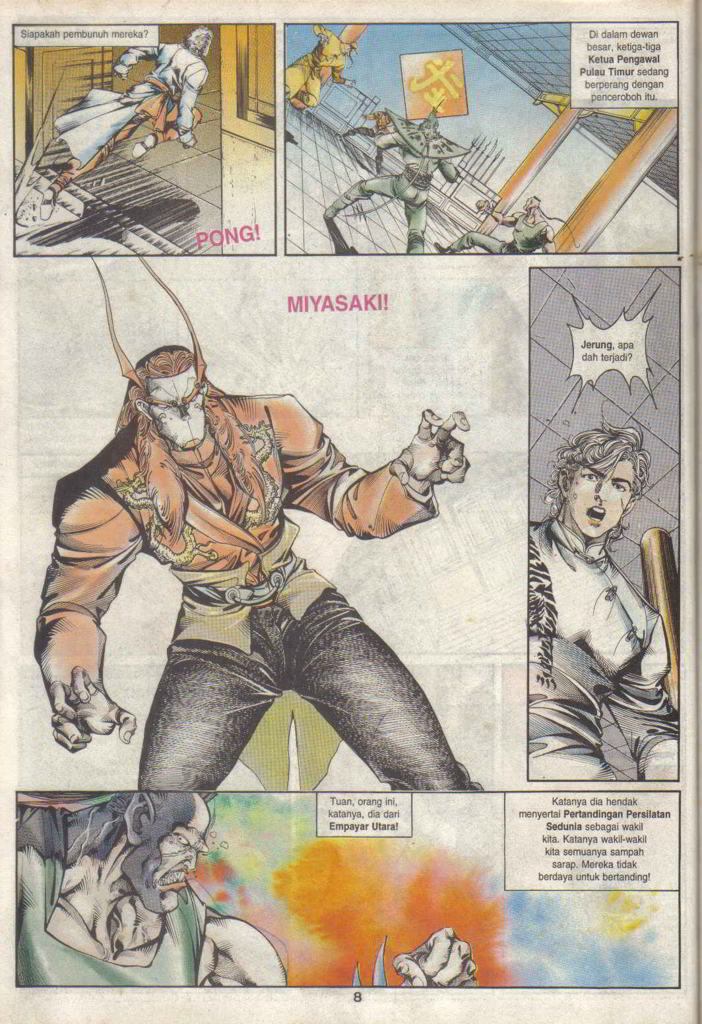 Siapakah pembunuh mereka?
PONG!
Di dalam dewan
besar, ketiga-tiga
Ketua Pengawal
Pulau Timur sedang
berperang dengan
penceroboh itu.
MIYASAKI!
Jerung, apa
dah terjadi?
Tuan, orang ini,
katanya, dia dari
Empayar Utara!
Katanya dia hendak
menyertai Pertandingan Persilatan
Sedunia sebagai wakil
kita. Katanya wakil-wakil
kita semuanya sampah
sarap. Mereka tidak
berdaya untuk bertanding!
8